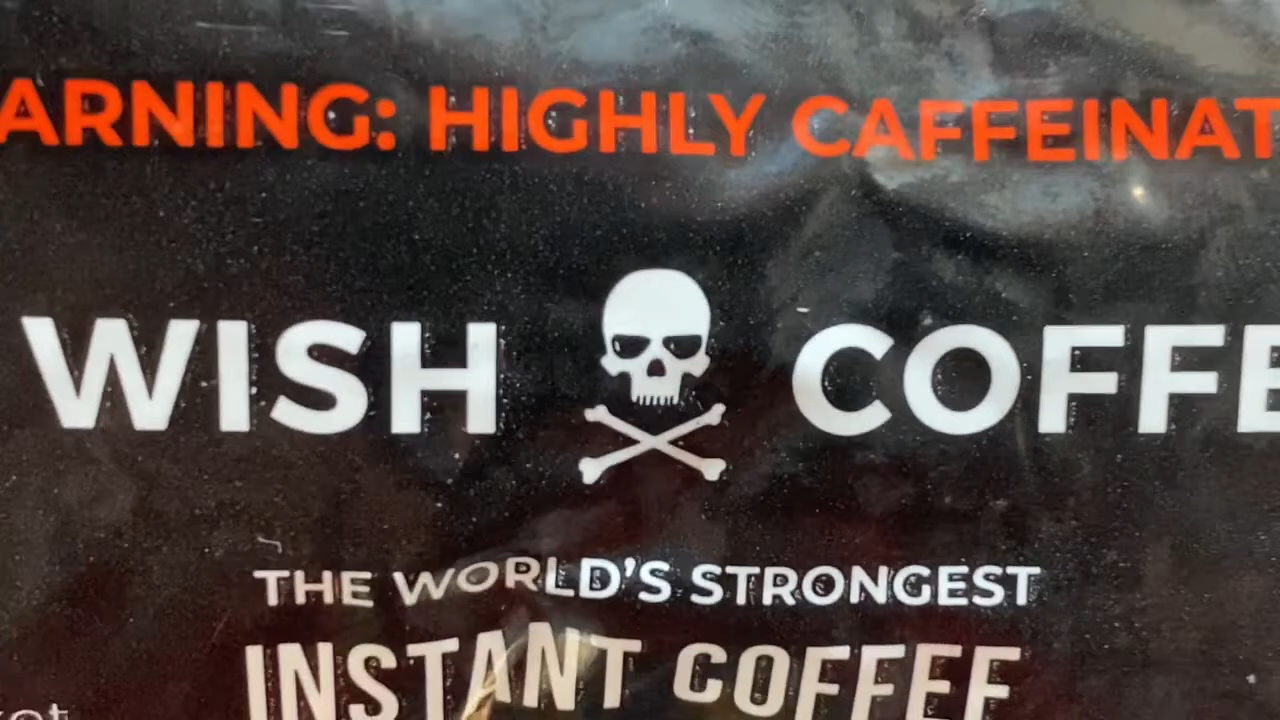 ARNING: HIGHLY CAFFEINAT
WISH COFFE
THE WORLD'S STRONGEST
INSTANT COFFEE